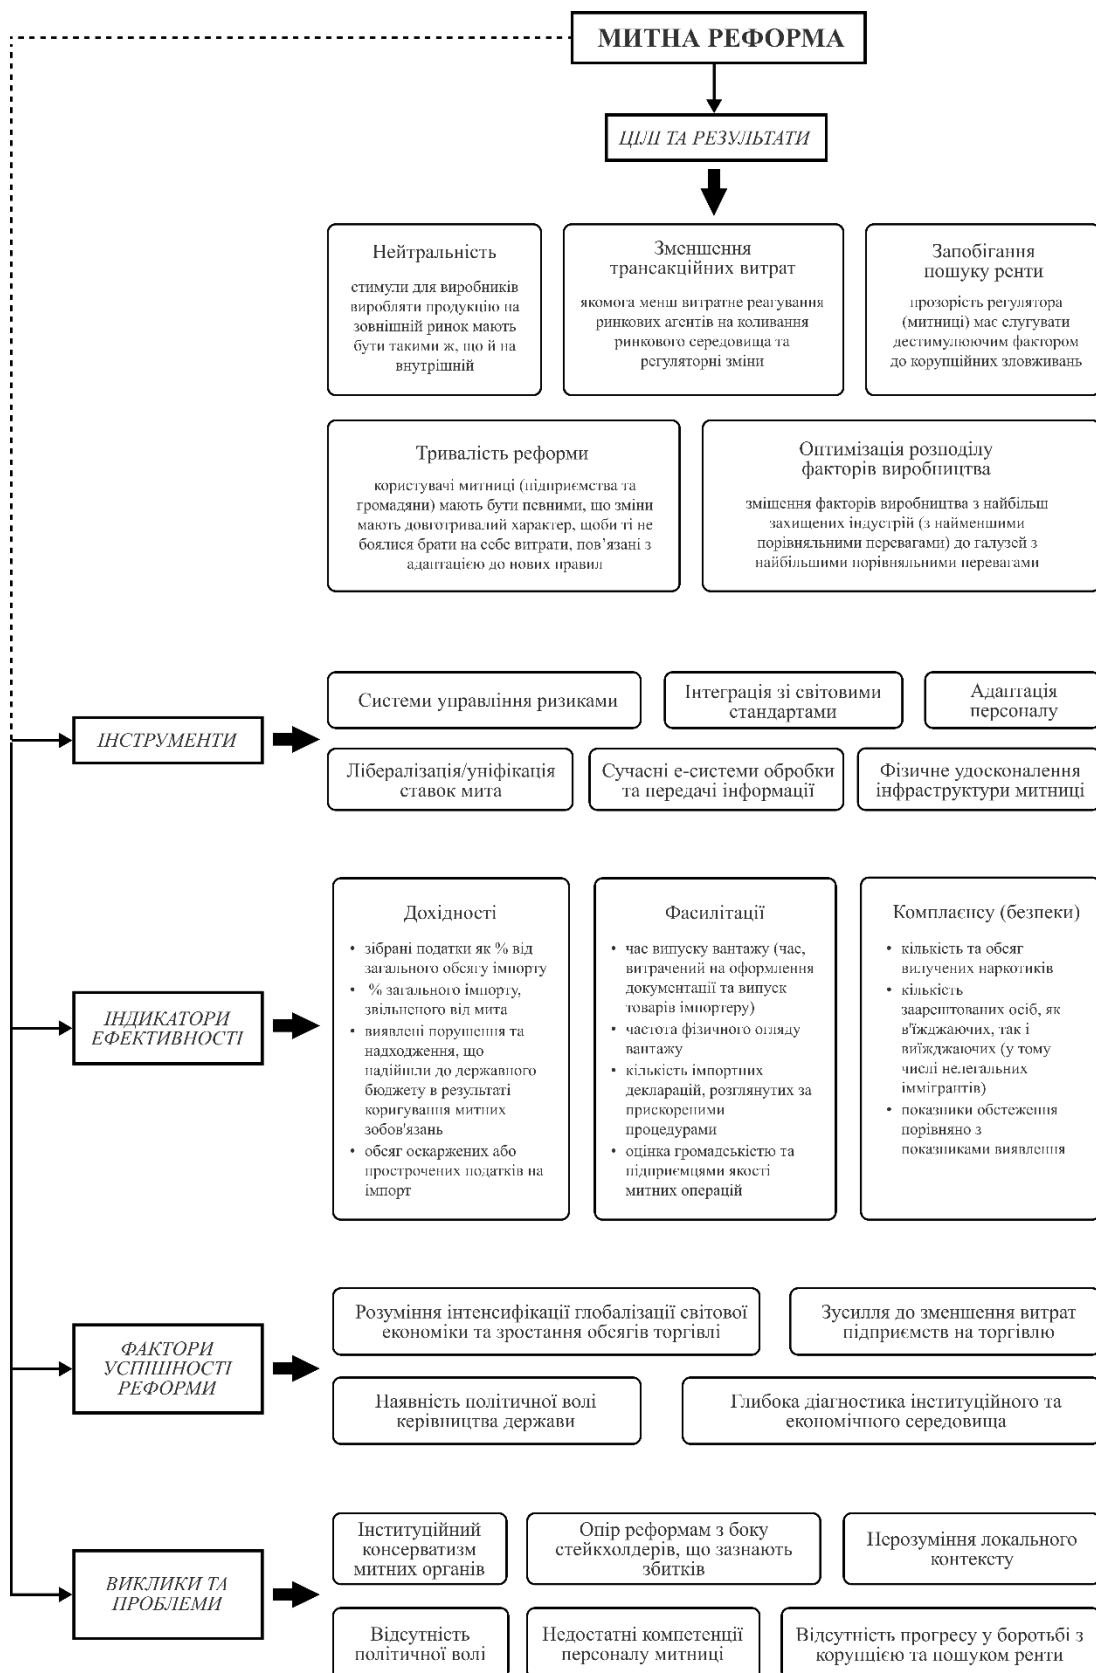 МИТНА РЕФОРМА
ЦІЛІ ТА РЕЗУЛЬТАТИ
Нейтральність
стимули для виробників
виробляти продукцію на
зовнішній ринок мають
бути такими ж, що й на
внутрішній
Зменшення
трансакційних витрат
якомога менш витратне реагування
ринкових агентів на коливання
ринкового середовища та
регуляторні зміни
Запобігання
пошуку ренти
прозорість регулятора
(митниці) має слугувати
дестимулюючим фактором
до корупційних зловживань
Тривалість реформи
користувачі митниці (підприємства та
громадяни) мають бути певними, що зміни
мають довготривалий характер, щоби ті не
боялися брати на себе витрати, пов’язані з
адаптацією до нових правил
Оптимізація розподілу
факторів виробництва
зміщення факторів виробництва з найбільш
захищених індустрій (з найменшими
порівняльними перевагами) до галузей з
найбільшими порівняльними перевагами
ІНСТРУМЕНТИ
Системи управління ризиками
Інтеграція зі світовими
стандартами
Адаптація
персоналу
Лібералізація/уніфікація
ставок мита
Сучасні е-системи обробки
та передачі інформації
Фізичне удосконалення
інфраструктури митниці
ІНДИКАТОРИ
ЕФЕКТИВНОСТІ
Дохідності
• зібрані податки як % від
загального обсягу імпорту
• % загального імпорту,
звільненого від мита
• виявлені порушення та
надходження, що
надійшли до державного
бюджету в результаті
коригування митних
зобов'язань
• обсяг оскаржених або
прострочених податків на
імпорт
Фасилітації
• час випуску вантажу (час,
витрачений на оформлення
документації та випуск
товарів імпортеру)
• частота фізичного огляду
вантажу
• кількість імпортних
декларацій, розглянутих за
прискореними
процедурами
• оцінка громадськістю та
підприємцями якості
митних операцій
Комплаєнсу (безпеки)
• кількість та обсяг
вилучених наркотиків
• кількість
заарештованих осіб, як
в'їжджаючих, так і
виїжджаючих (у тому
числі нелегальних
іммігрантів)
• показники обстеження
порівняно з
показниками виявлення
ФАКТОРИ
УСПІШНОСТІ
РЕФОРМИ
Розуміння інтенсифікації глобалізації світової
економіки та зростання обсягів торгівлі
Зусилля до зменшення витрат
підприємств на торгівлю
Наявність політичної волі
керівництва держави
Глибока діагностика інституційного та
економічного середовища
ВИКЛИКИ ТА
ПРОБЛЕМИ
Інституційний
консерватизм
митних органів
Опір реформам з боку
стейкхолдерів, що зазнають
збитків
Нерозуміння локального
контексту
Відсутність
політичної волі
Недостатні компетенції
персоналу митниці
Відсутність прогресу у боротьбі з
корупцією та пошуком ренти